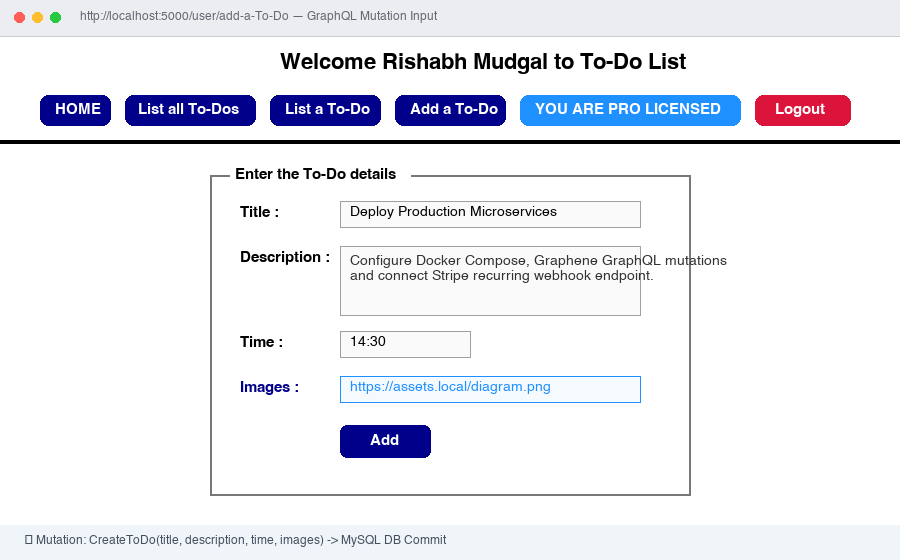 http://localhost:5000/user/add-a-To-Do — GraphQL Mutation Input
Welcome Rishabh Mudgal to To-Do List
HOME List all To-Dos List a To-Do Add a To-Do YOU ARE PRO LICENSED Logout
Enter the To-Do details
Title : Deploy Production Microservices
Description : Configure Docker Compose, Graphene GraphQL mutations
and connect Stripe recurring webhook endpoint.
Time : 14:30
Images : https://assets.local/diagram.png
Add
Mutation: CreateToDo(title, description, time, images) -> MySQL DB Commit